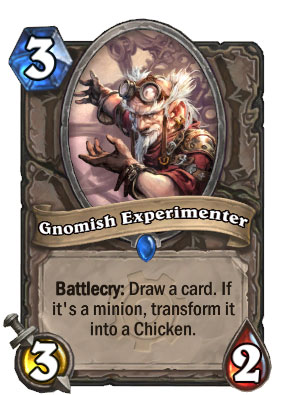 3
Gnomish Experimenter
Battlecry: Draw a card. If
it's a minion, transform it
into a Chicken.
3
2